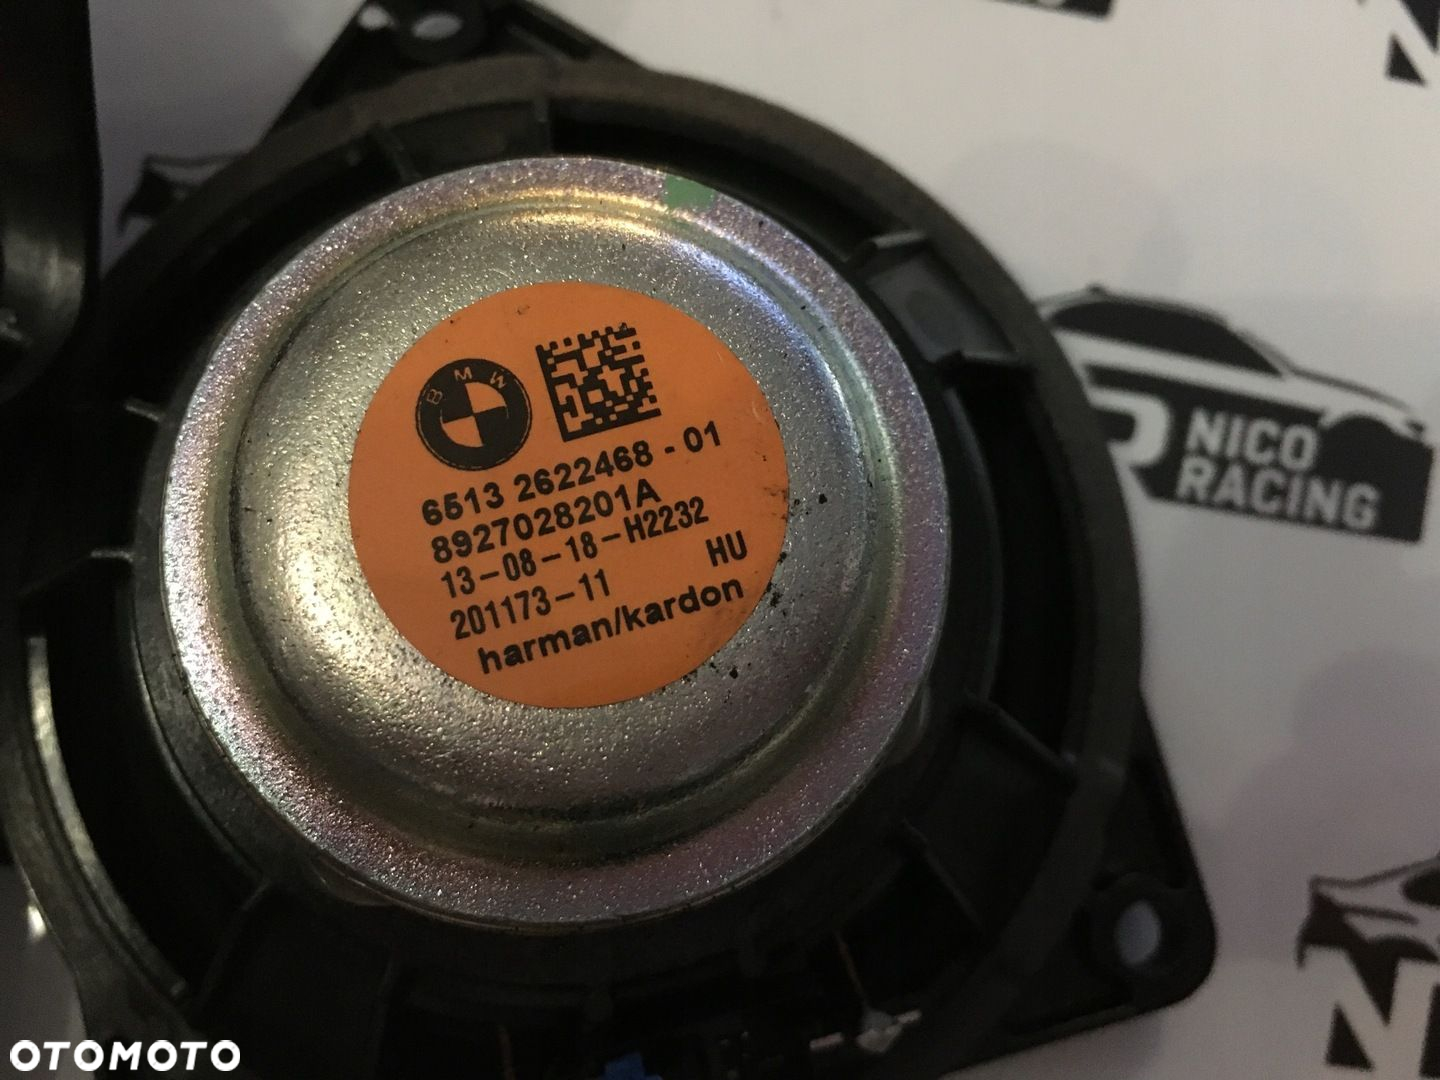 BMW
6513 2622468 - 01
8927028201A
13-08-18-H2232
HU
201173-11
harman/kardon
NICO
RACING
OTOMOTO